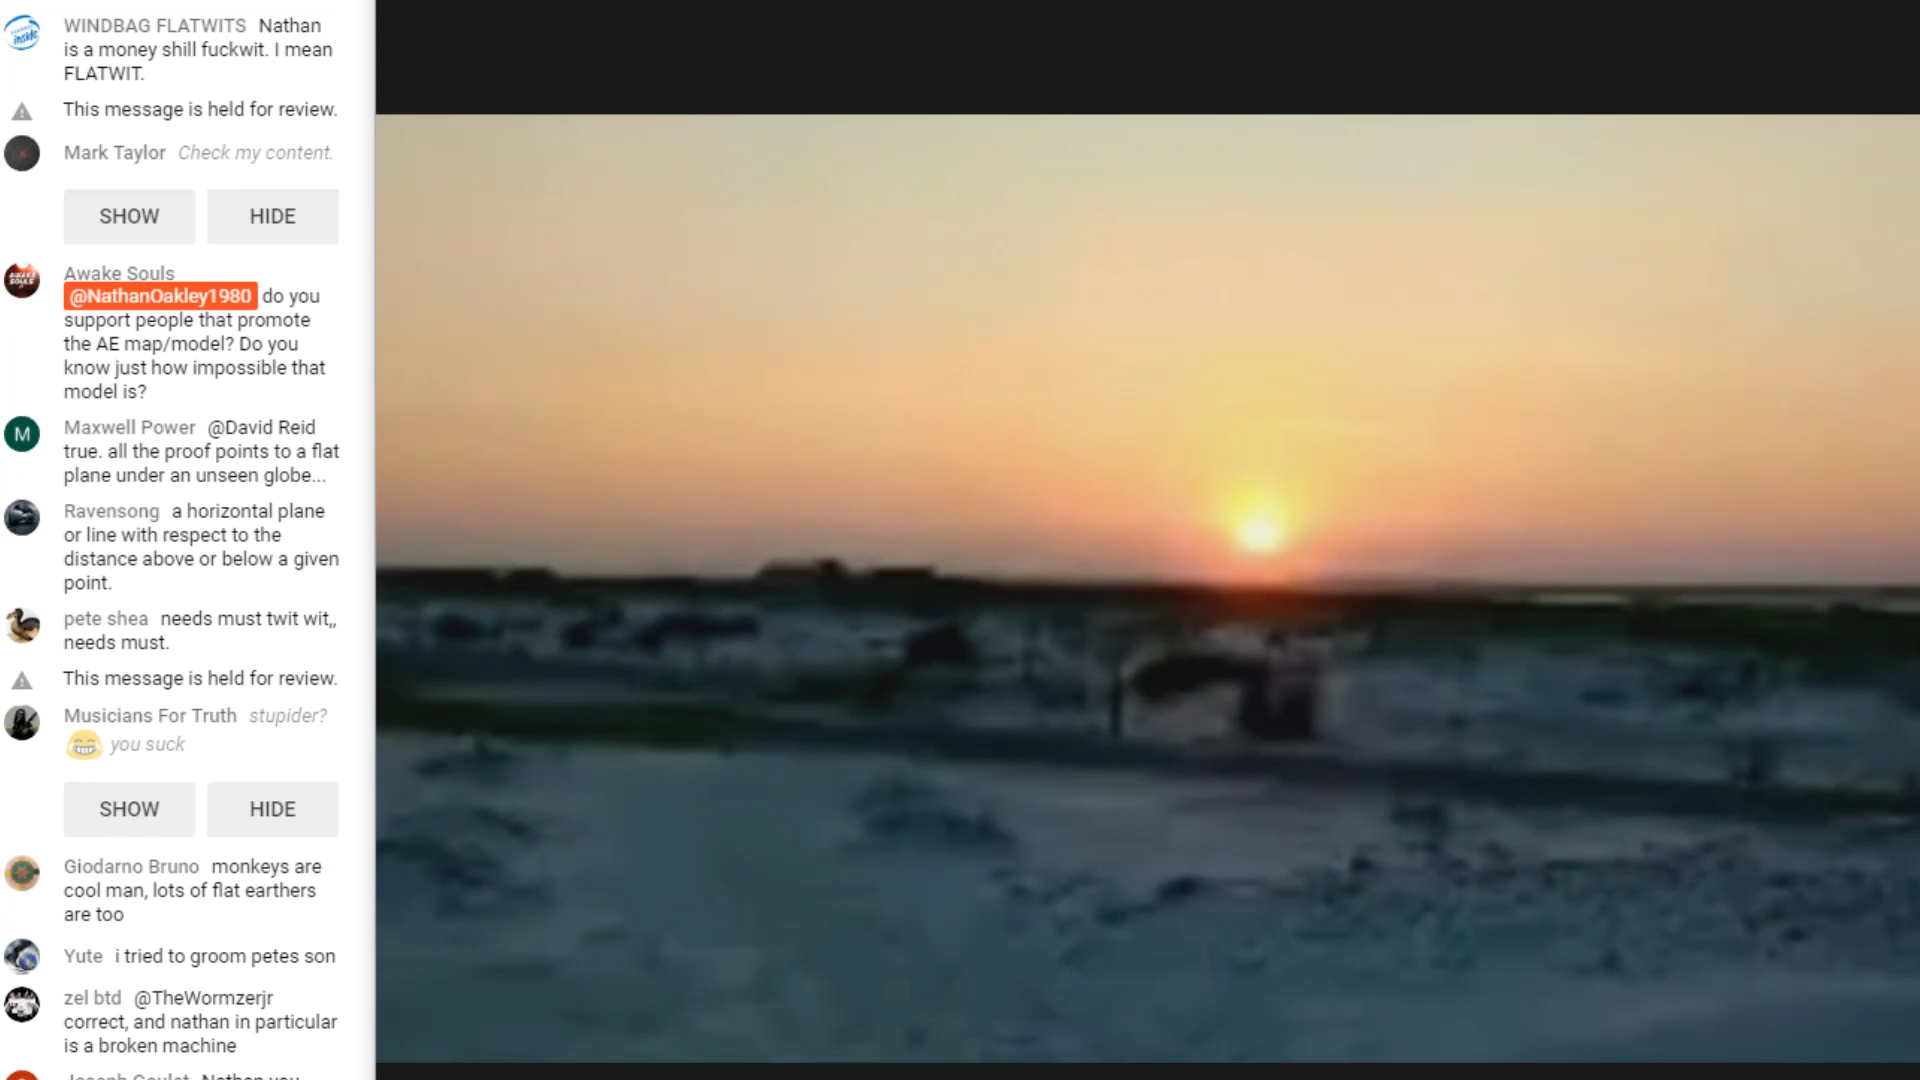 WINDBAG FLATWITS Nathan
is a money shill fuckwit. I mean
FLATWIT.
This message is held for review.
Mark Taylor Check my content.
SHOW HIDE
Awake Souls
@NathanOakley1980 do you
support people that promote
the AE map/model? Do you
know just how impossible that
model is?
Maxwell Power @David Reid
true. all the proof points to a flat
plane under an unseen globe...
Ravensong a horizontal plane
or line with respect to the
distance above or below a given
point.
pete shea needs must twit wit,,
needs must.
This message is held for review.
Musicians For Truth stupider?
you suck
SHOW HIDE
Giodarno Bruno monkeys are
cool man, lots of flat earthers
are too
Yute i tried to groom petes son
zel btd @TheWormzerjr
correct, and nathan in particular
is a broken machine
Joseph Goulet Nathan you